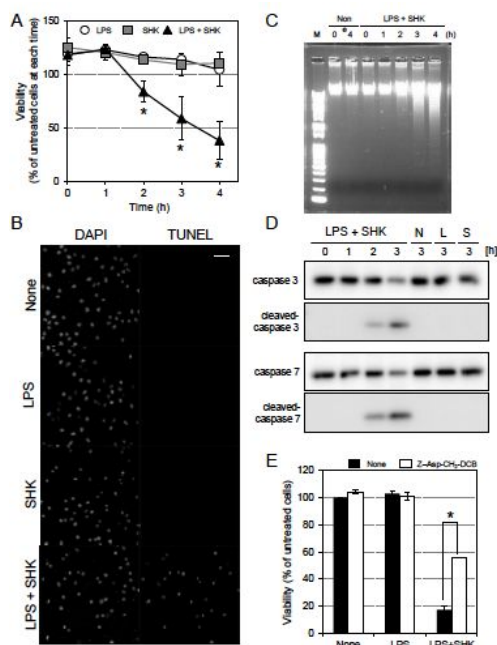 A
LPS SHK LPS + SHK
Viability
(% of untreated cells at each time)
150
100
50
0
0 1 2 3 4
Time (h)
* * *
B
DAPI TUNEL
None
LPS
SHK
LPS + SHK
C
Non LPS + SHK
M 0 *4 0 1 2 3 4 (h)
D
LPS + SHK N L S
0 1 2 3 3 3 3 [h]
caspase 3
cleaved-
caspase 3
caspase 7
cleaved-
caspase 7
E
None Z-Asp-CH2-DCB
Viability (% of untreated cells)
120
100
80
60
40
20
0
*
None LPS LPS+SHK